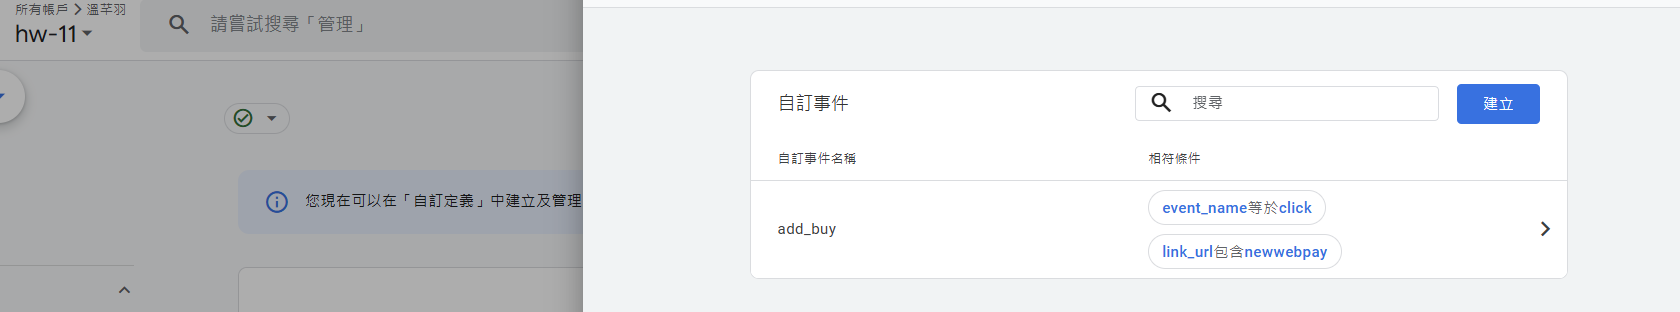 所有帳戶 > 溫芊羽
hw-11
請嘗試搜尋「管理」
您現在可以在「自訂定義」中建立及管理
自訂事件
搜尋
建立
自訂事件名稱
相符條件
add_buy
event_name等於click
link_url包含newwebpay